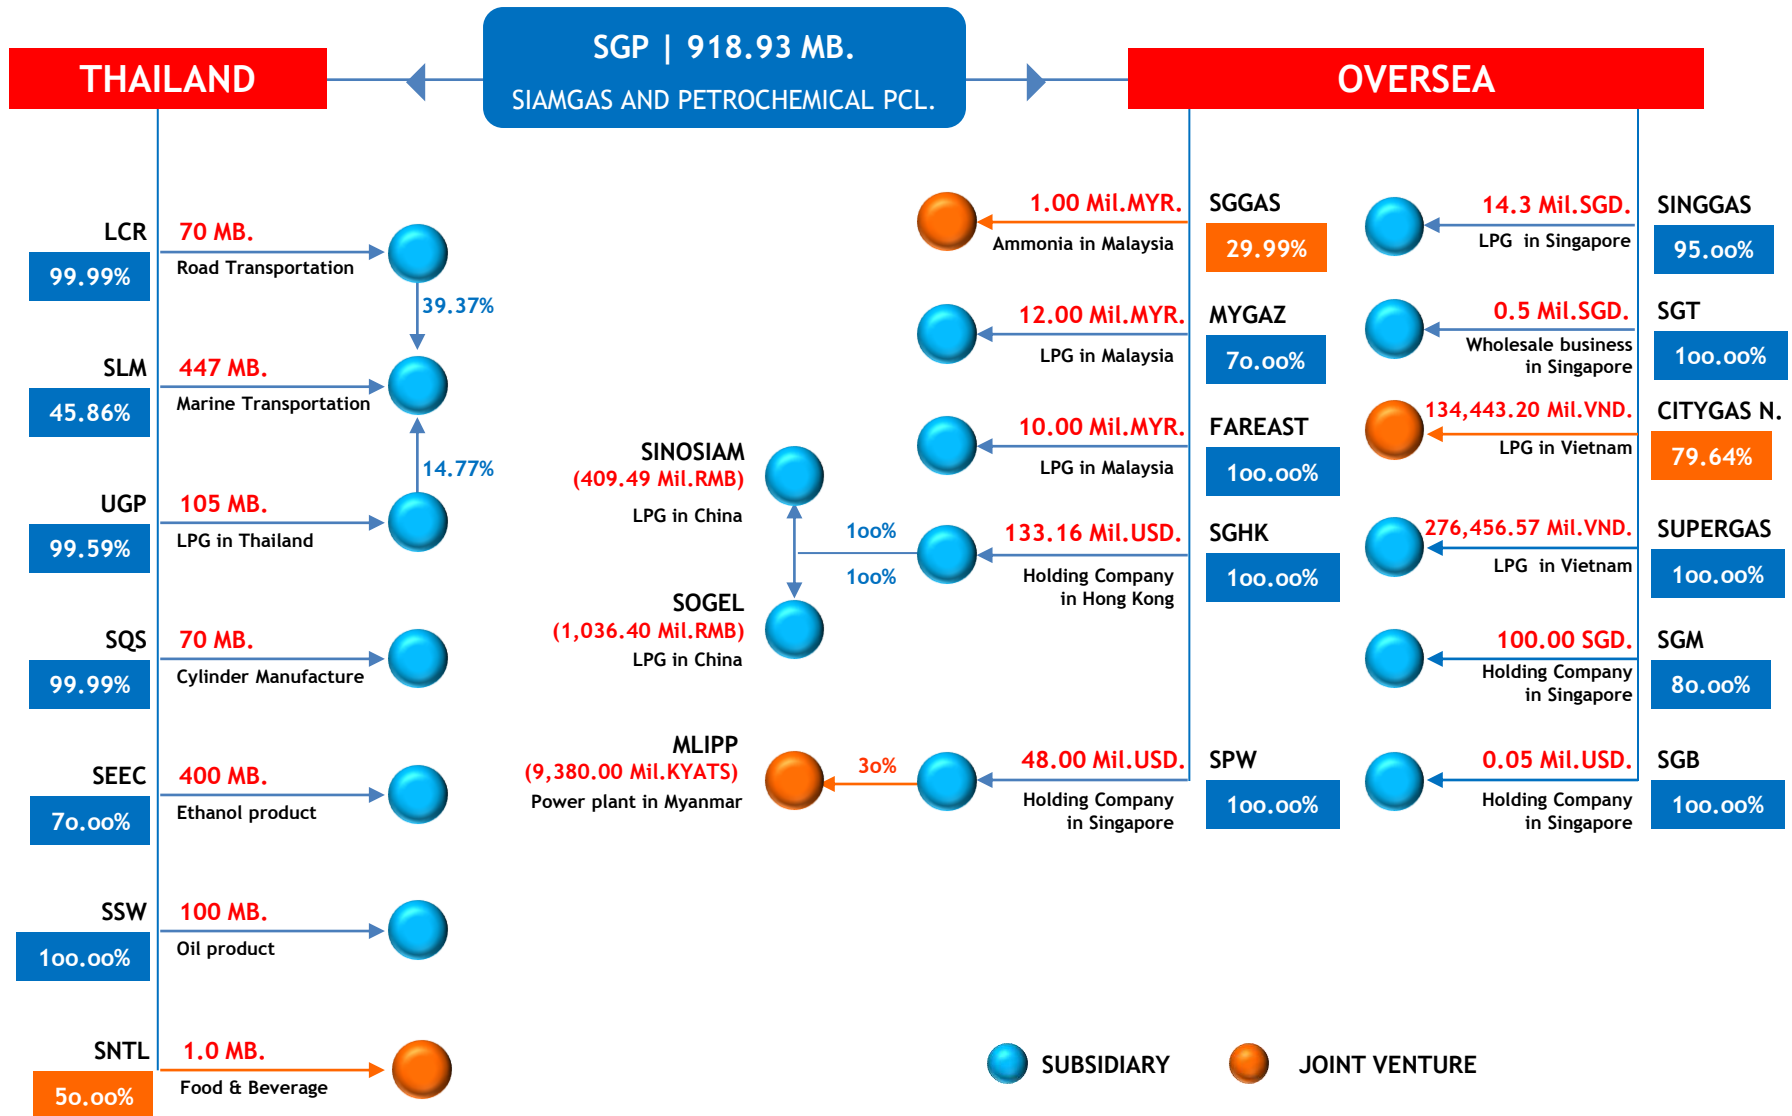 SGP | 918.93 MB.
SIAMGAS AND PETROCHEMICAL PCL.
THAILAND
OVERSEA
LCR
99.99%
70 MB.
Road Transportation
39.37%
SLM
45.86%
447 MB.
Marine Transportation
14.77%
UGP
99.59%
105 MB.
LPG in Thailand
SQS
99.99%
70 MB.
Cylinder Manufacture
SEEC
70.00%
400 MB.
Ethanol product
SSW
100.00%
100 MB.
Oil product
SNTL
50.00%
1.0 MB.
Food & Beverage
1.00 Mil.MYR.
Ammonia in Malaysia
SGGAS
29.99%
12.00 Mil.MYR.
LPG in Malaysia
MYGAZ
70.00%
10.00 Mil.MYR.
LPG in Malaysia
FAREAST
100.00%
SINOSIAM
(409.49 Mil.RMB)
LPG in China
100%
100%
SOGEL
(1,036.40 Mil.RMB)
LPG in China
133.16 Mil.USD.
Holding Company
in Hong Kong
SGHK
100.00%
MLIPP
(9,380.00 Mil.KYATS)
Power plant in Myanmar
30%
48.00 Mil.USD.
Holding Company
in Singapore
SPW
100.00%
14.3 Mil.SGD.
LPG in Singapore
SINGGAS
95.00%
0.5 Mil.SGD.
Wholesale business
in Singapore
SGT
100.00%
134,443.20 Mil.VND.
LPG in Vietnam
CITYGAS N.
79.64%
276,456.57 Mil.VND.
LPG in Vietnam
SUPERGAS
100.00%
100.00 SGD.
Holding Company
in Singapore
SGM
80.00%
0.05 Mil.USD.
Holding Company
in Singapore
SGB
100.00%
SUBSIDIARY
JOINT VENTURE